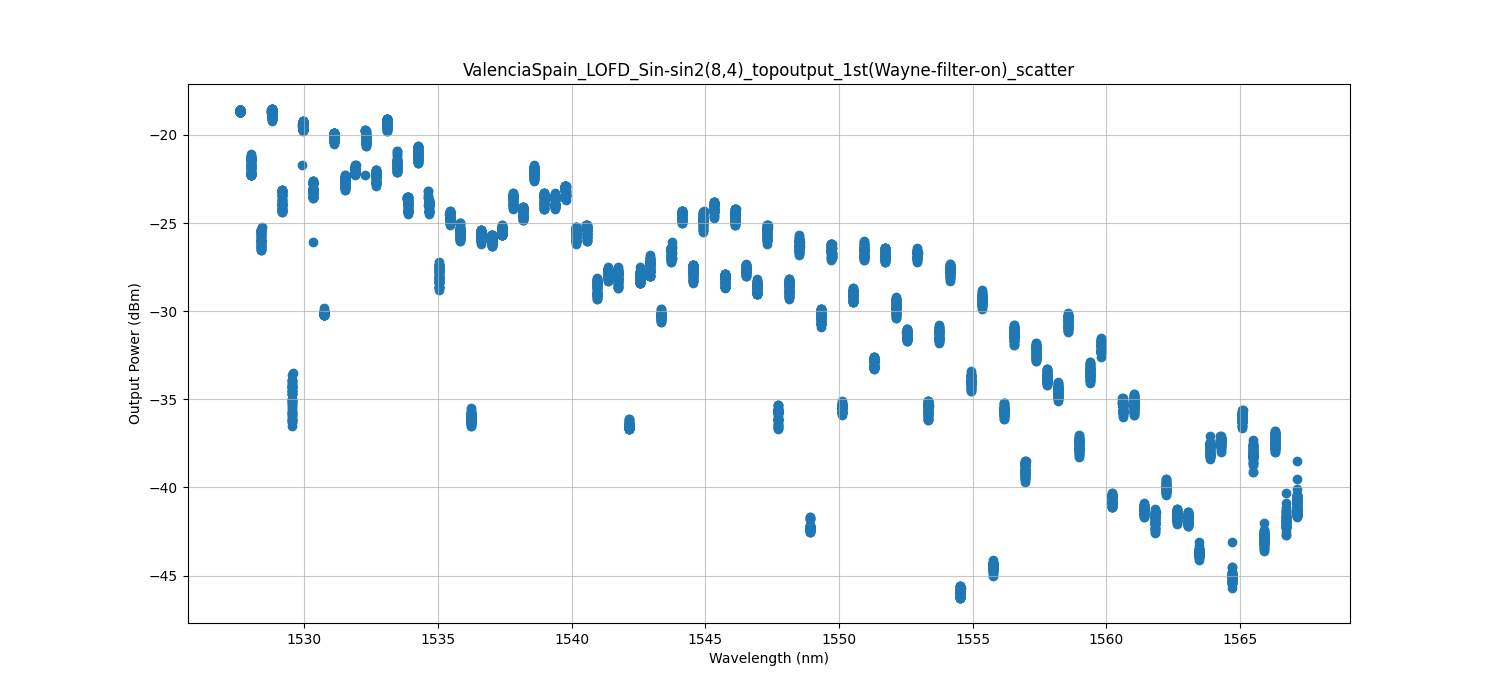 ValenciaSpain_LOFD_Sin-sin2(8,4)_topoutput_1st(Wayne-filter-on)_scatter
Output Power (dBm)
−20
−25
−30
−35
−40
−45
1530 1535 1540 1545 1550 1555 1560 1565
Wavelength (nm)